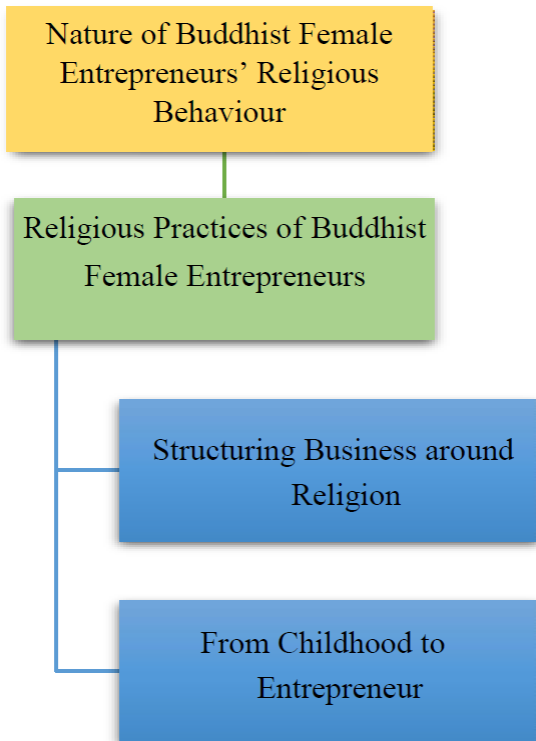 Nature of Buddhist Female
Entrepreneurs’ Religious
Behaviour
Religious Practices of Buddhist
Female Entrepreneurs
Structuring Business around
Religion
From Childhood to
Entrepreneur